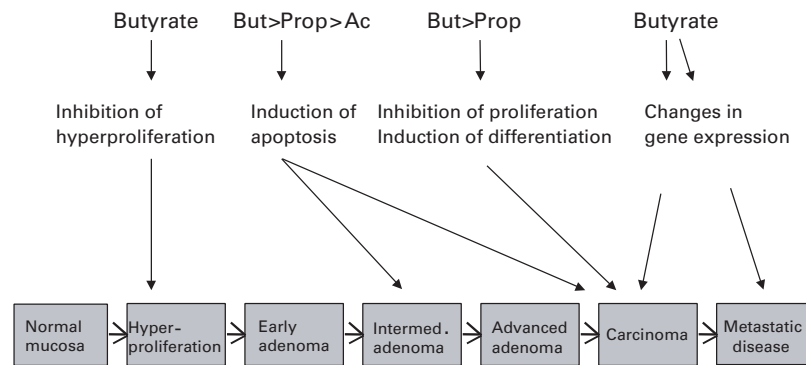 Butyrate
But>Prop>Ac
But>Prop
Butyrate
Inhibition of
hyperproliferation
Induction of
apoptosis
Inhibition of proliferation
Induction of differentiation
Changes in
gene expression
Normal
mucosa
Hyper-
proliferation
Early
adenoma
Intermed.
adenoma
Advanced
adenoma
Carcinoma
Metastatic
disease